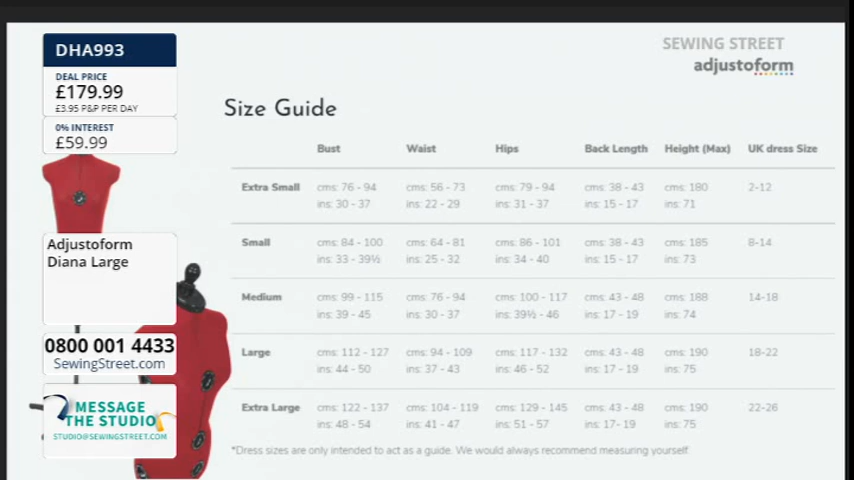 DHA993
DEAL PRICE
£179.99
£3.95 P&P PER DAY
0% INTEREST
£59.99
Adjustoform
Diana Large
0800 001 4433
SewingStreet.com
MESSAGE
THE STUDIO
STUDIO@SEWINGSTREET.COM
SEWING STREET
adjustoform
Size Guide
Bust Waist Hips Back Length Height (Max) UK dress Size
Extra Small cms: 76 - 94 cms: 56 - 73 cms: 79 - 94 cms: 38 - 43 cms: 180 2-12
ins: 30 - 37 ins: 22 - 29 ins: 31 - 37 ins: 15 - 17 ins: 71
Small cms: 84 - 100 cms: 64 - 81 cms: 86 - 101 cms: 38 - 43 cms: 185 8-14
ins: 33 - 39½ ins: 25 - 32 ins: 34 - 40 ins: 15 - 17 ins: 73
Medium cms: 99 - 115 cms: 76 - 94 cms: 100 - 117 cms: 43 - 48 cms: 188 14-18
ins: 39 - 45 ins: 30 - 37 ins: 39½ - 46 ins: 17 - 19 ins: 74
Large cms: 112 - 127 cms: 94 - 109 cms: 117 - 132 cms: 43 - 48 cms: 190 18-22
ins: 44 - 50 ins: 37 - 43 ins: 46 - 52 ins: 17 - 19 ins: 75
Extra Large cms: 122 - 137 cms: 104 - 119 cms: 129 - 145 cms: 43 - 48 cms: 190 22-26
ins: 48 - 54 ins: 41 - 47 ins: 51 - 57 ins: 17 - 19 ins: 75
*Dress sizes are only intended to act as a guide. We would always recommend measuring yourself.